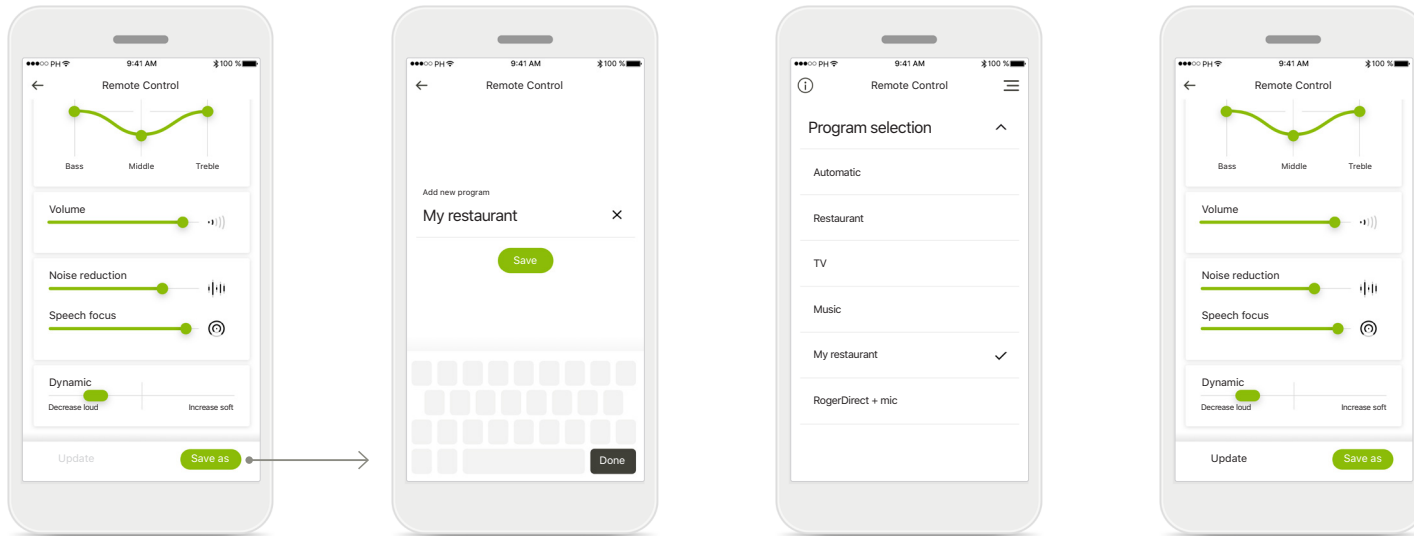 PH 9:41 AM 100 %
Remote Control
Bass Middle Treble
Volume
Noise reduction
Speech focus
Dynamic
Decrease loud Increase soft
Update Save as
PH 9:41 AM 100 %
Remote Control
Add new program
My restaurant
Save
Done
PH 9:41 AM 100 %
Remote Control
Program selection
Automatic
Restaurant
TV
Music
My restaurant
RogerDirect + mic
PH 9:41 AM 100 %
Remote Control
Bass Middle Treble
Volume
Noise reduction
Speech focus
Dynamic
Decrease loud Increase soft
Update Save as